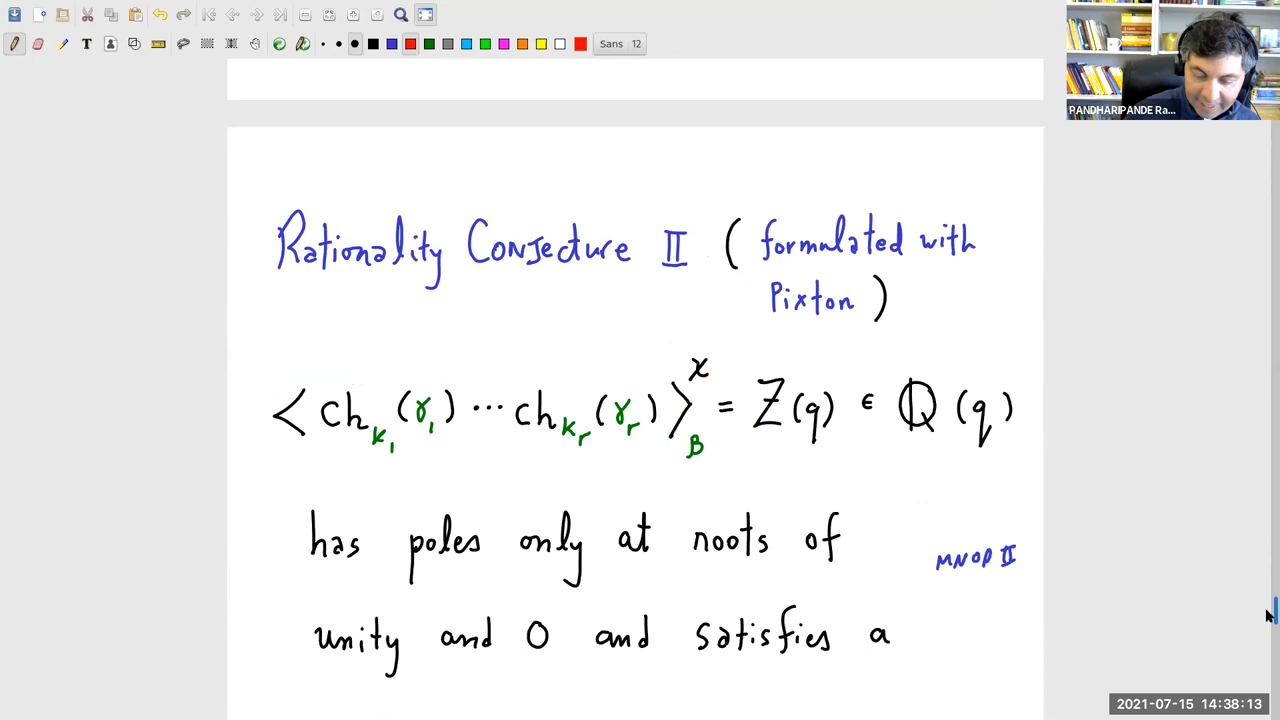 Sans 12
PANDHARIPANDE Ra...
Rationality Conjecture II ( formulated with
Pixton )
< ch_{k_1}(γ_1) ··· ch_{k_r}(γ_r) >^X_β = Z(q) ∈ ℚ(q)
has poles only at roots of
MNOP II
unity and 0 and satisfies a
2021-07-15 14:38:13